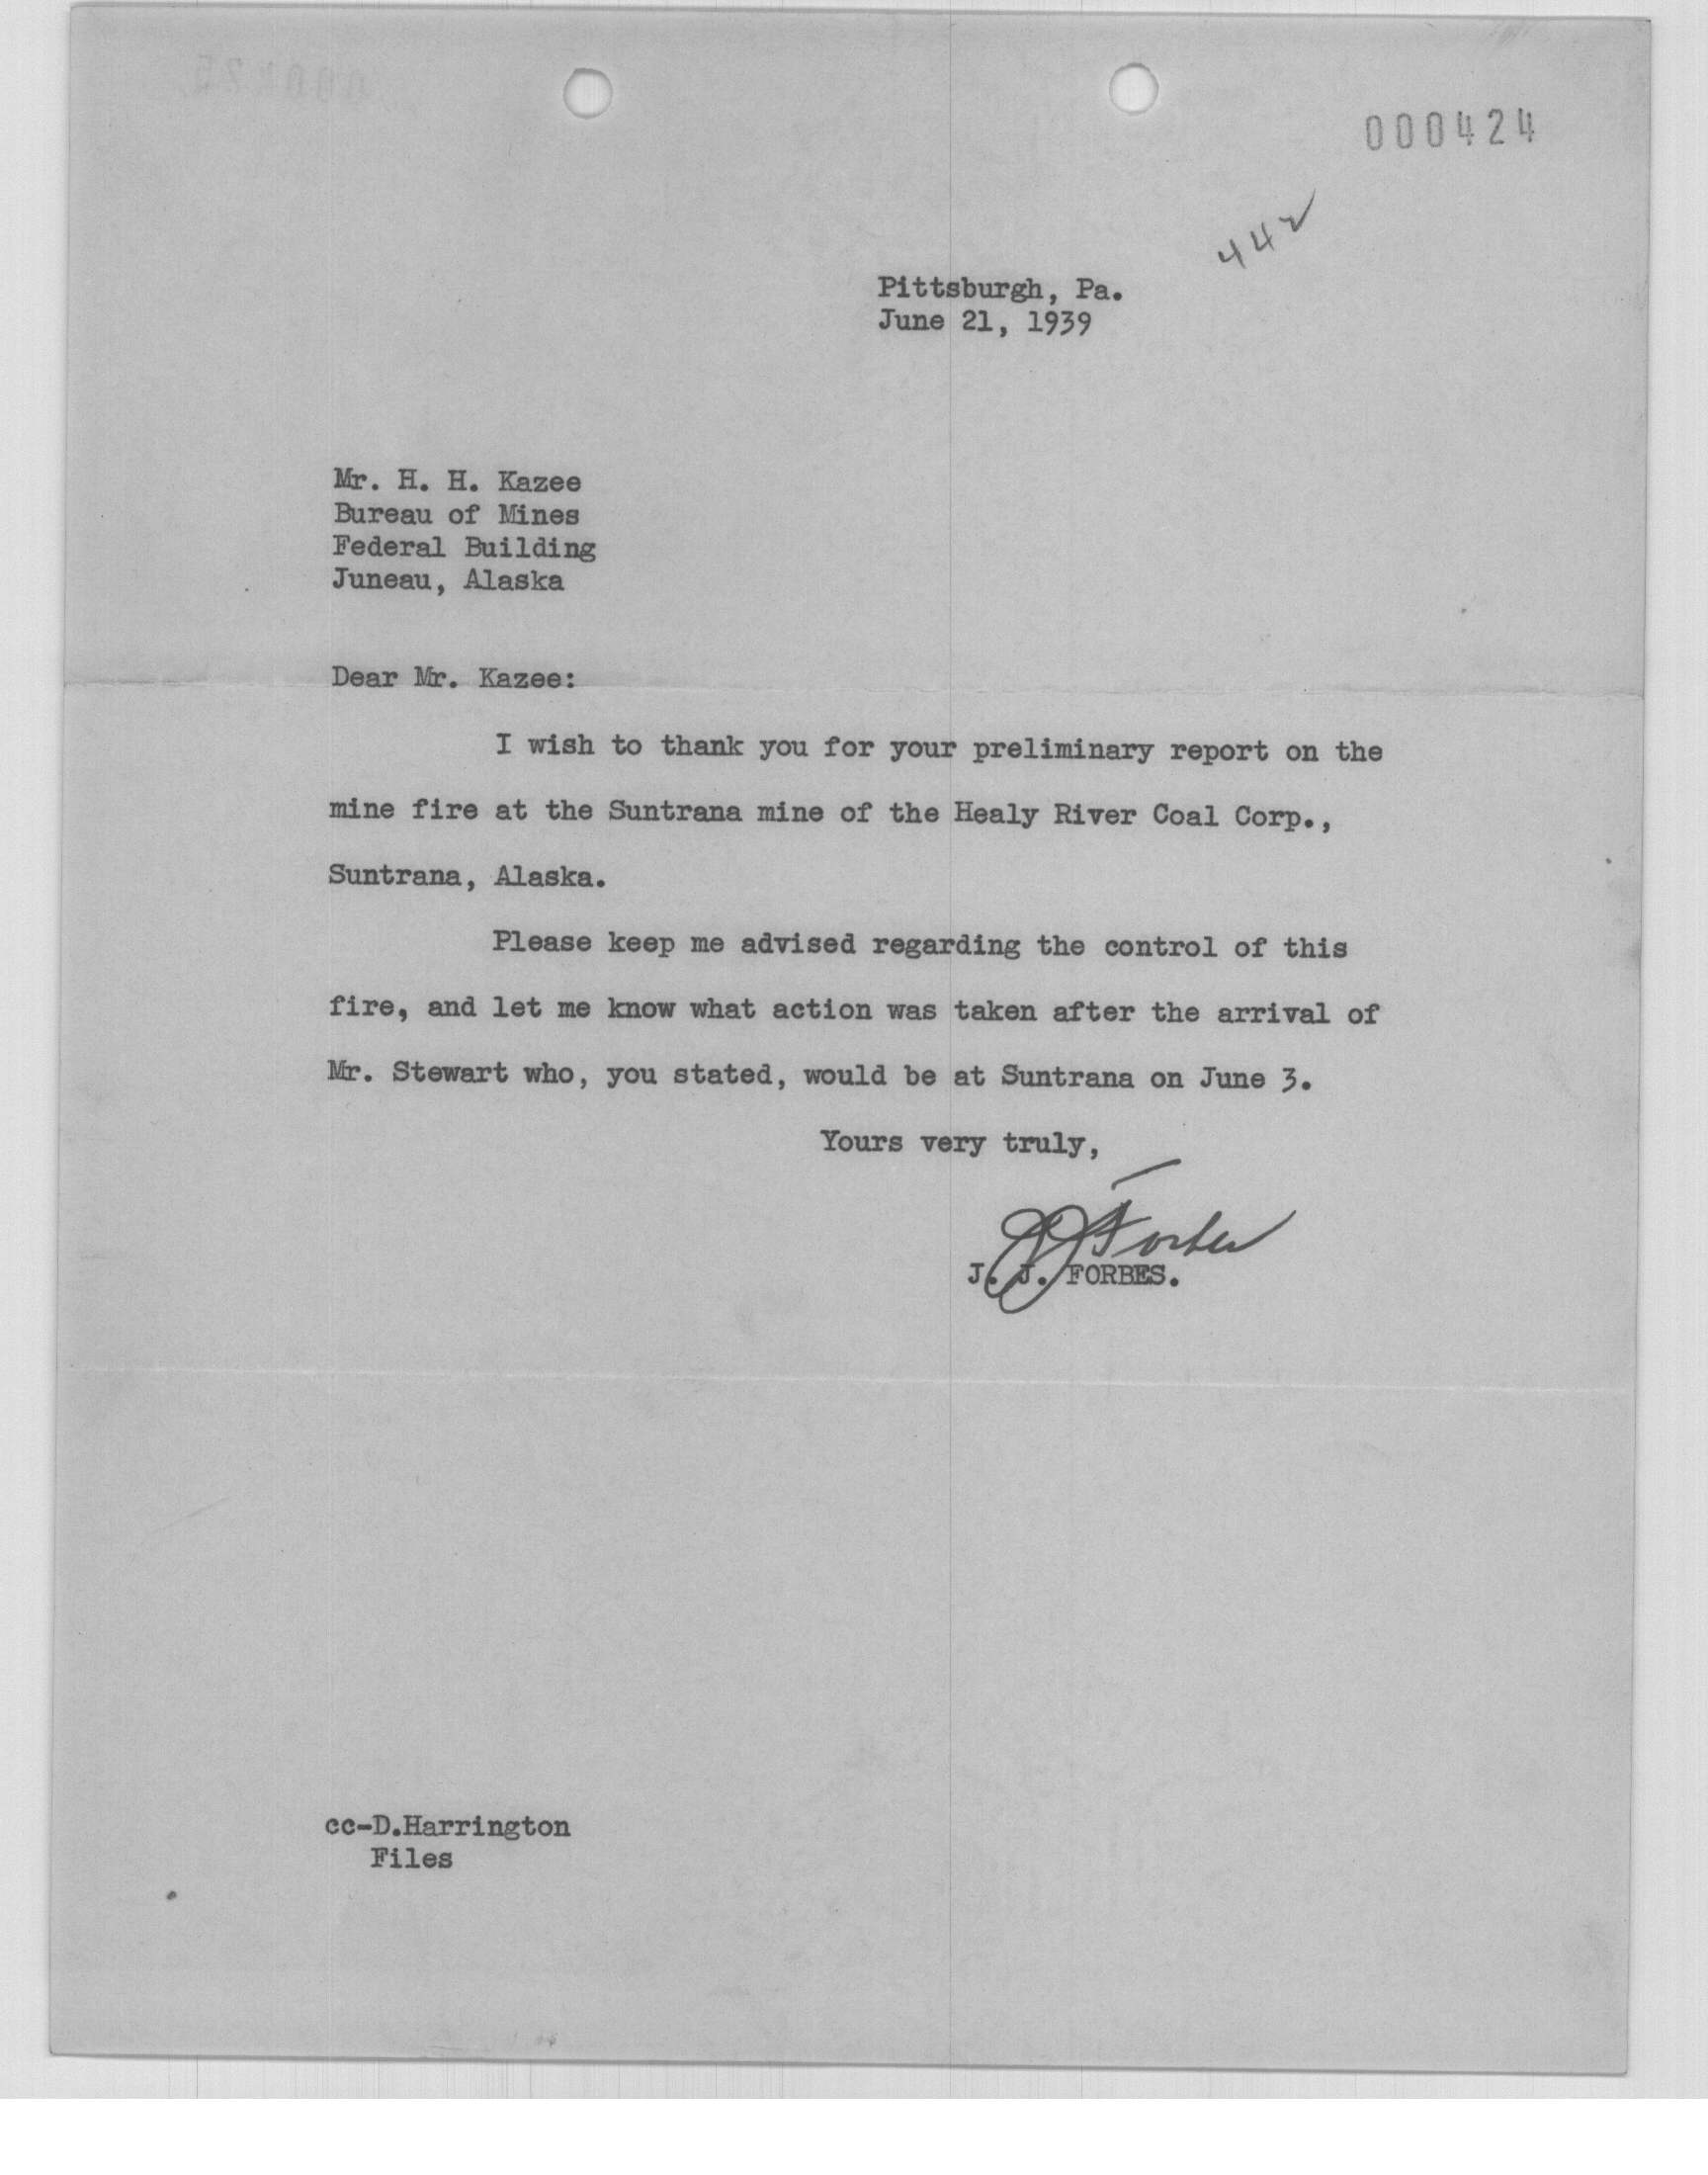 000424
442
Pittsburgh, Pa.
June 21, 1939
Mr. H. H. Kazee
Bureau of Mines
Federal Building
Juneau, Alaska
Dear Mr. Kazee:
I wish to thank you for your preliminary report on the
mine fire at the Suntrana mine of the Healy River Coal Corp.,
Suntrana, Alaska.
Please keep me advised regarding the control of this
fire, and let me know what action was taken after the arrival of
Mr. Stewart who, you stated, would be at Suntrana on June 3.
Yours very truly,
JJForbes
J. J. FORBES.
cc-D.Harrington
Files